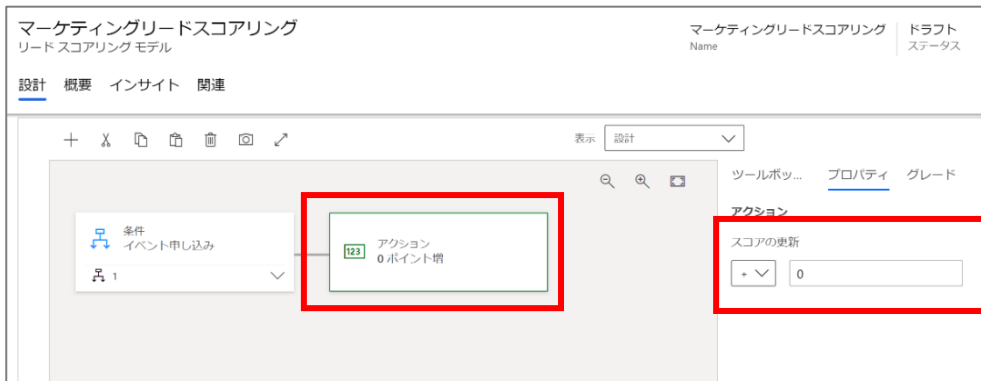 マーケティングリードスコアリング
リード スコアリング モデル
マーケティングリードスコアリング
Name
ドラフト
ステータス
設計 概要 インサイト 関連
表示 設計
ツールボッ... プロパティ グレード
アクション
スコアの更新
+ 0
条件
イベント申し込み
1
123
アクション
0 ポイント増